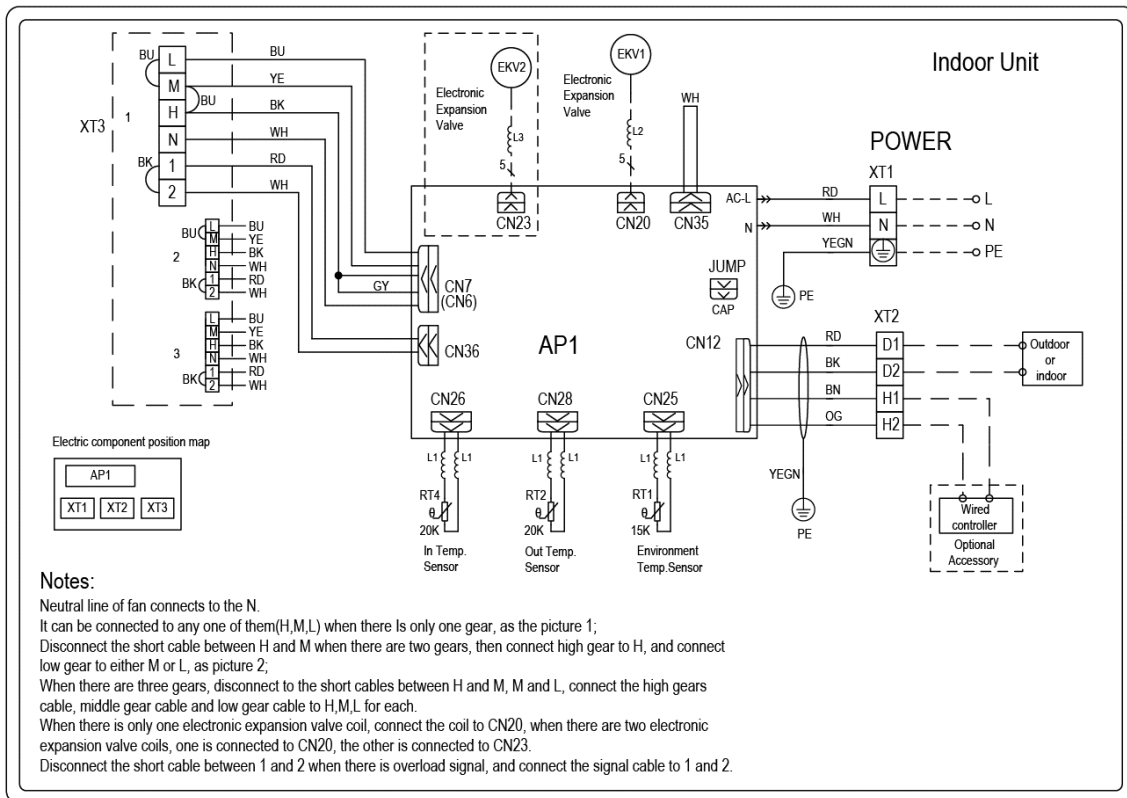 Indoor Unit
BU
L
BU
M
YE
BU
H
BK
XT3
1
N
WH
BK
1
RD
2
WH
BU
L
BU
M
YE
2
H
BK
N
WH
BK
1
RD
2
WH
L
BU
M
YE
3
H
BK
N
WH
BK
1
RD
2
WH
EKV2
Electronic
Expansion
Valve
L3
5
CN23
EKV1
Electronic
Expansion
Valve
L2
5
CN20
WH
CN35
POWER
XT1
AC-L
RD
L
L
N
WH
N
N
YEGN
PE
PE
GY
CN7
(CN6)
CN36
AP1
JUMP
CAP
XT2
CN12
RD
D1
BK
D2
BN
H1
OG
H2
Outdoor
or
indoor
YEGN
PE
Wired
controller
Optional
Accessory
CN26
CN28
CN25
L1
L1
L1
L1
L1
L1
RT4
θ
20K
In Temp.
Sensor
RT2
θ
20K
Out Temp.
Sensor
RT1
θ
15K
Environment
Temp.Sensor
Electric component position map
AP1
XT1 XT2 XT3
Notes:
Neutral line of fan connects to the N.
It can be connected to any one of them(H,M,L) when there Is only one gear, as the picture 1;
Disconnect the short cable between H and M when there are two gears, then connect high gear to H, and connect
low gear to either M or L, as picture 2;
When there are three gears, disconnect to the short cables between H and M, M and L, connect the high gears
cable, middle gear cable and low gear cable to H,M,L for each.
When there is only one electronic expansion valve coil, connect the coil to CN20, when there are two electronic
expansion valve coils, one is connected to CN20, the other is connected to CN23.
Disconnect the short cable between 1 and 2 when there is overload signal, and connect the signal cable to 1 and 2.